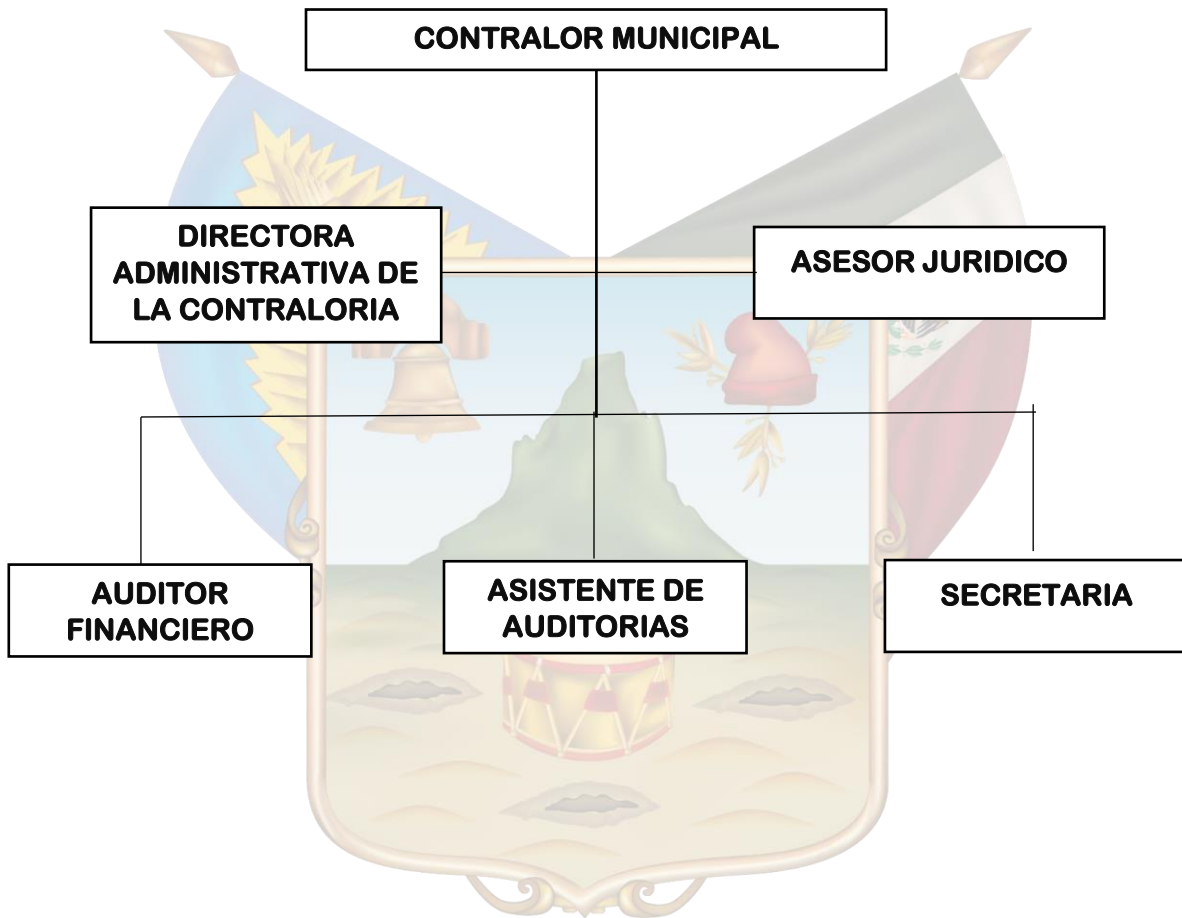 CONTRALOR MUNICIPAL
DIRECTORA
ADMINISTRATIVA DE
LA CONTRALORIA
ASESOR JURIDICO
AUDITOR
FINANCIERO
ASISTENTE DE
AUDITORIAS
SECRETARIA